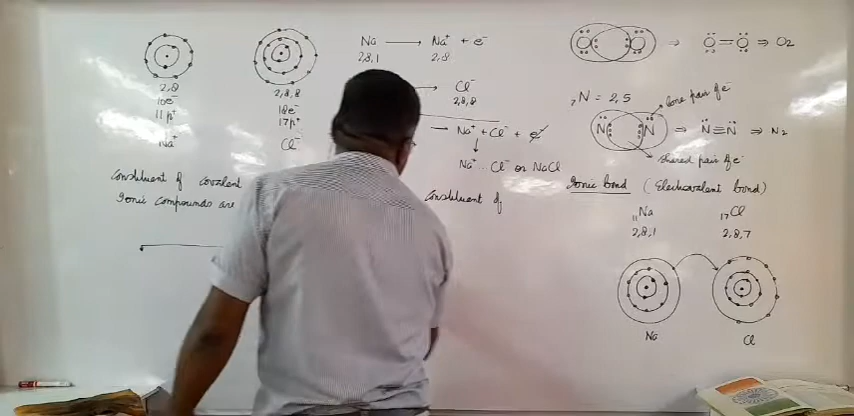 2,8
10e⁻
11p⁺
Na⁺
2,8,8
18e⁻
17p⁺
Cl⁻
Na ⟶ Na⁺ + e⁻
2,8,1 2,8
→ Cl⁻
2,8,8
→ Na⁺ + Cl⁻ + e⁻
↓
Na⁺ ... Cl⁻ or NaCl
Constituent of covalent
Constituent of
Ionic compounds are
O O ⇒ O = O ⇒ O₂
₇N = 2, 5
lone pair of e⁻
N N ⇒ N ≡ N ⇒ N₂
shared pair of e⁻
Ionic bond (Electrovalent bond)
₁₁Na ₁₇Cl
2,8,1 2,8,7
Na Cl